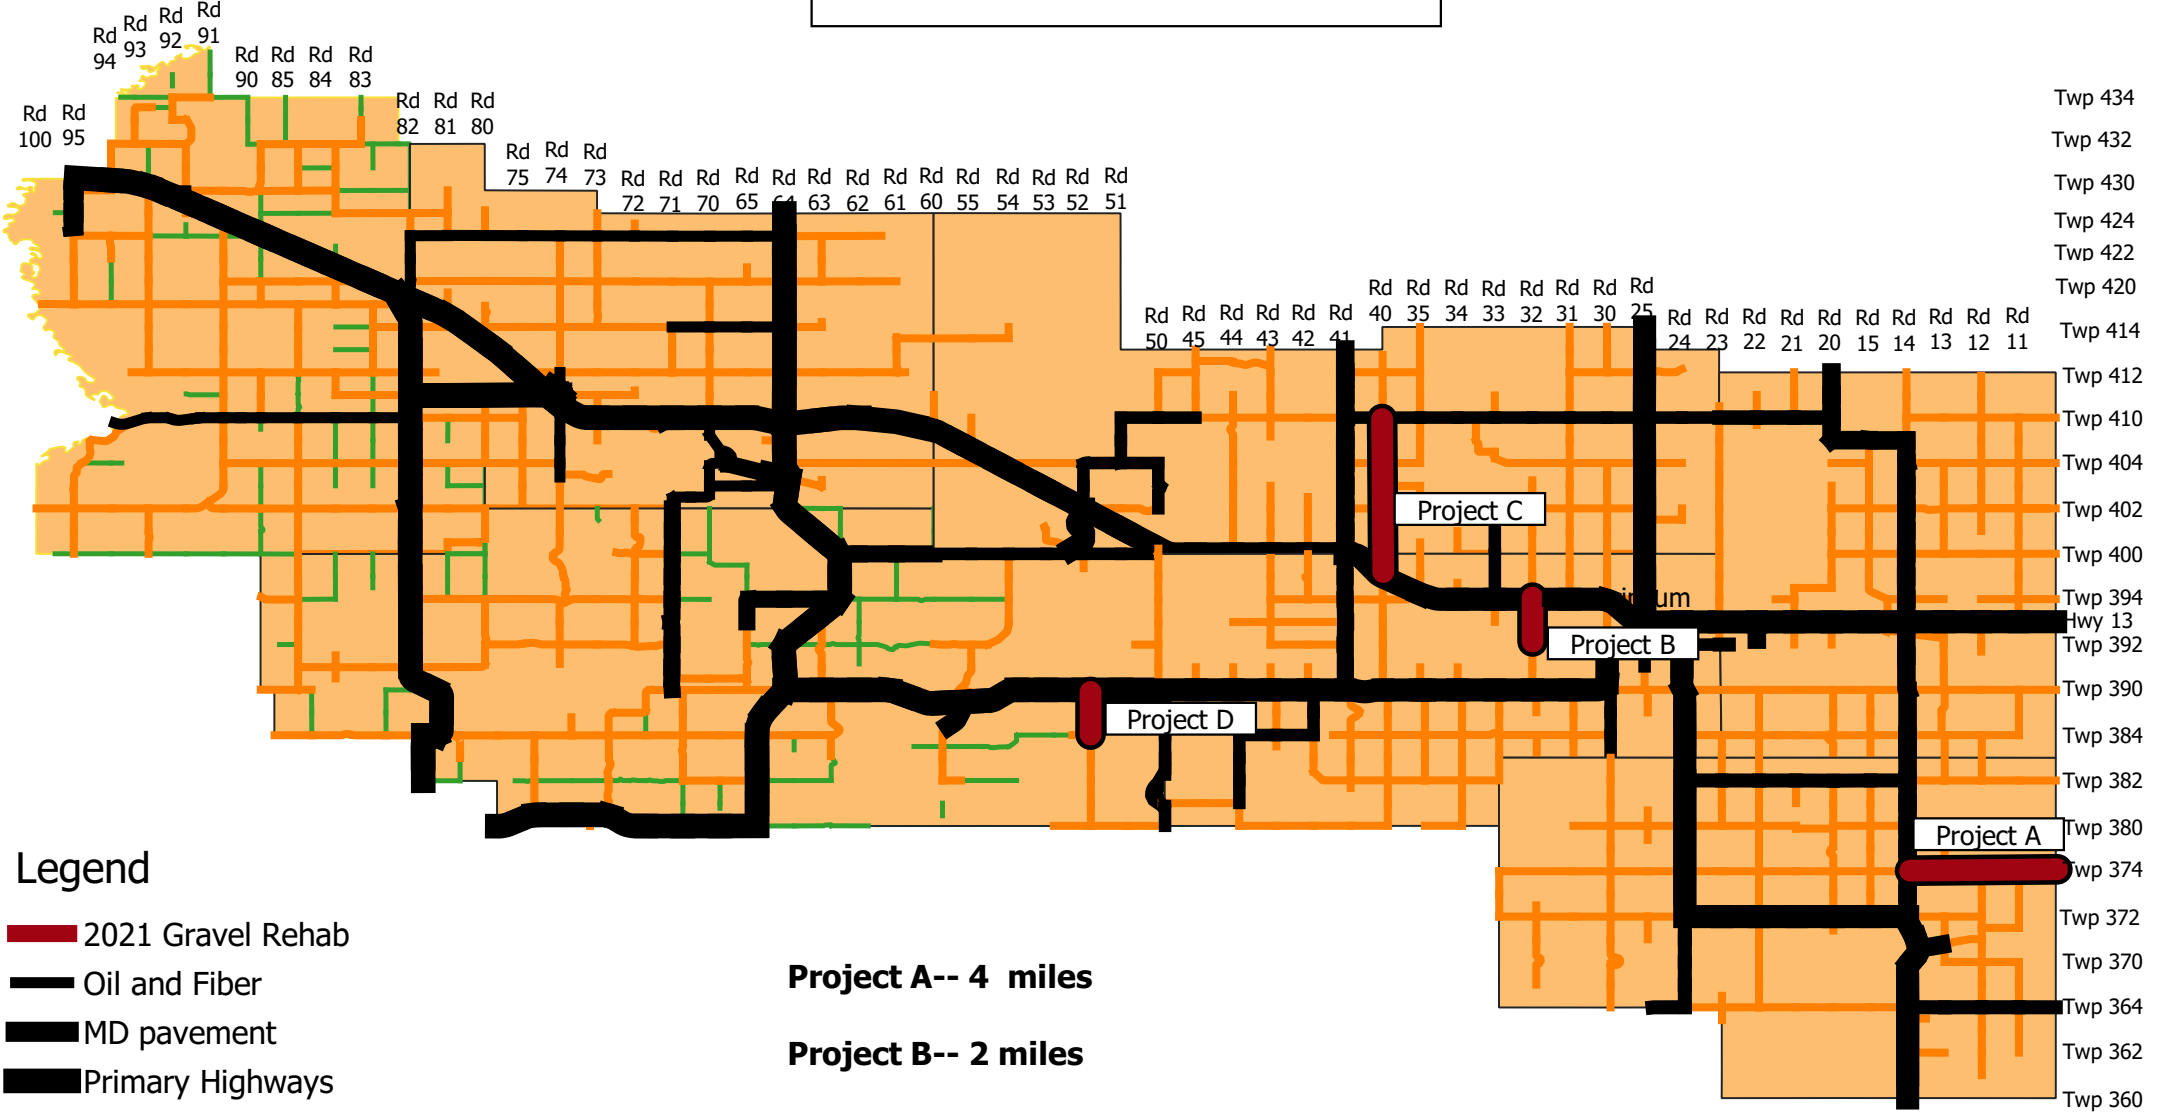 Rd 94
Rd 93
Rd 92
Rd 91
Rd 90
Rd 85
Rd 84
Rd 83
Rd 100
Rd 95
Rd 82
Rd 81
Rd 80
Rd 75
Rd 74
Rd 73
Rd 72
Rd 71
Rd 70
Rd 65
Rd 64
Rd 63
Rd 62
Rd 61
Rd 60
Rd 55
Rd 54
Rd 53
Rd 52
Rd 51
Rd 50
Rd 45
Rd 44
Rd 43
Rd 42
Rd 41
Rd 40
Rd 35
Rd 34
Rd 33
Rd 32
Rd 31
Rd 30
Rd 25
Rd 24
Rd 23
Rd 22
Rd 21
Rd 20
Rd 15
Rd 14
Rd 13
Rd 12
Rd 11
Twp 434
Twp 432
Twp 430
Twp 424
Twp 422
Twp 420
Twp 414
Twp 412
Twp 410
Twp 404
Twp 402
Twp 400
Twp 394
Hwy 13
Twp 392
Twp 390
Twp 384
Twp 382
Twp 380
Twp 374
Twp 372
Twp 370
Twp 364
Twp 362
Twp 360
Project C
Project B
Project D
Project A
Legend
2021 Gravel Rehab
Oil and Fiber
MD pavement
Primary Highways
Project A-- 4 miles
Project B-- 2 miles